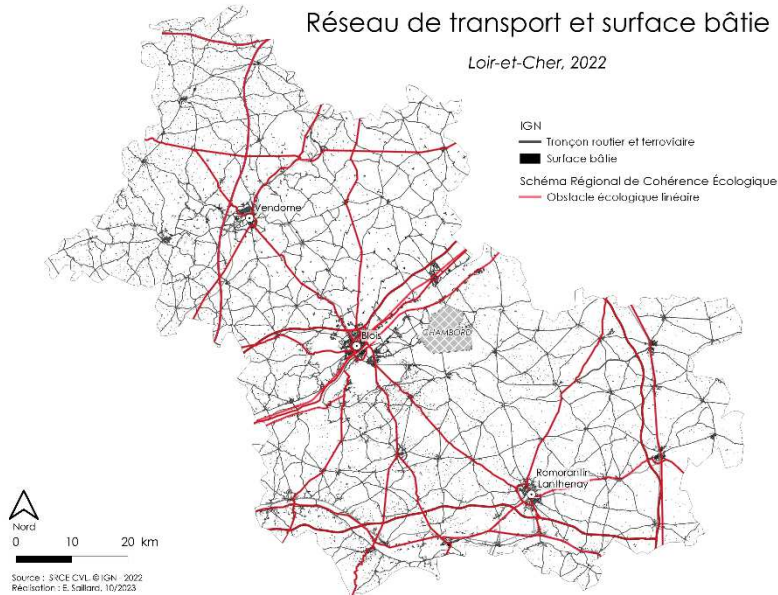 Réseau de transport et surface bâtie
Loir-et-Cher, 2022
IGN
Tronçon routier et ferroviaire
Surface bâtie
Schéma Régional de Cohérence Écologique
Obstacle écologique linéaire
Vendome
Blois
CHAMBORD
Romorantin
Lanthenay
Nord
0 10 20 km
Source : SRCE CVL, © IGN 2022
Réalisation : E. Saillard, 10/2023